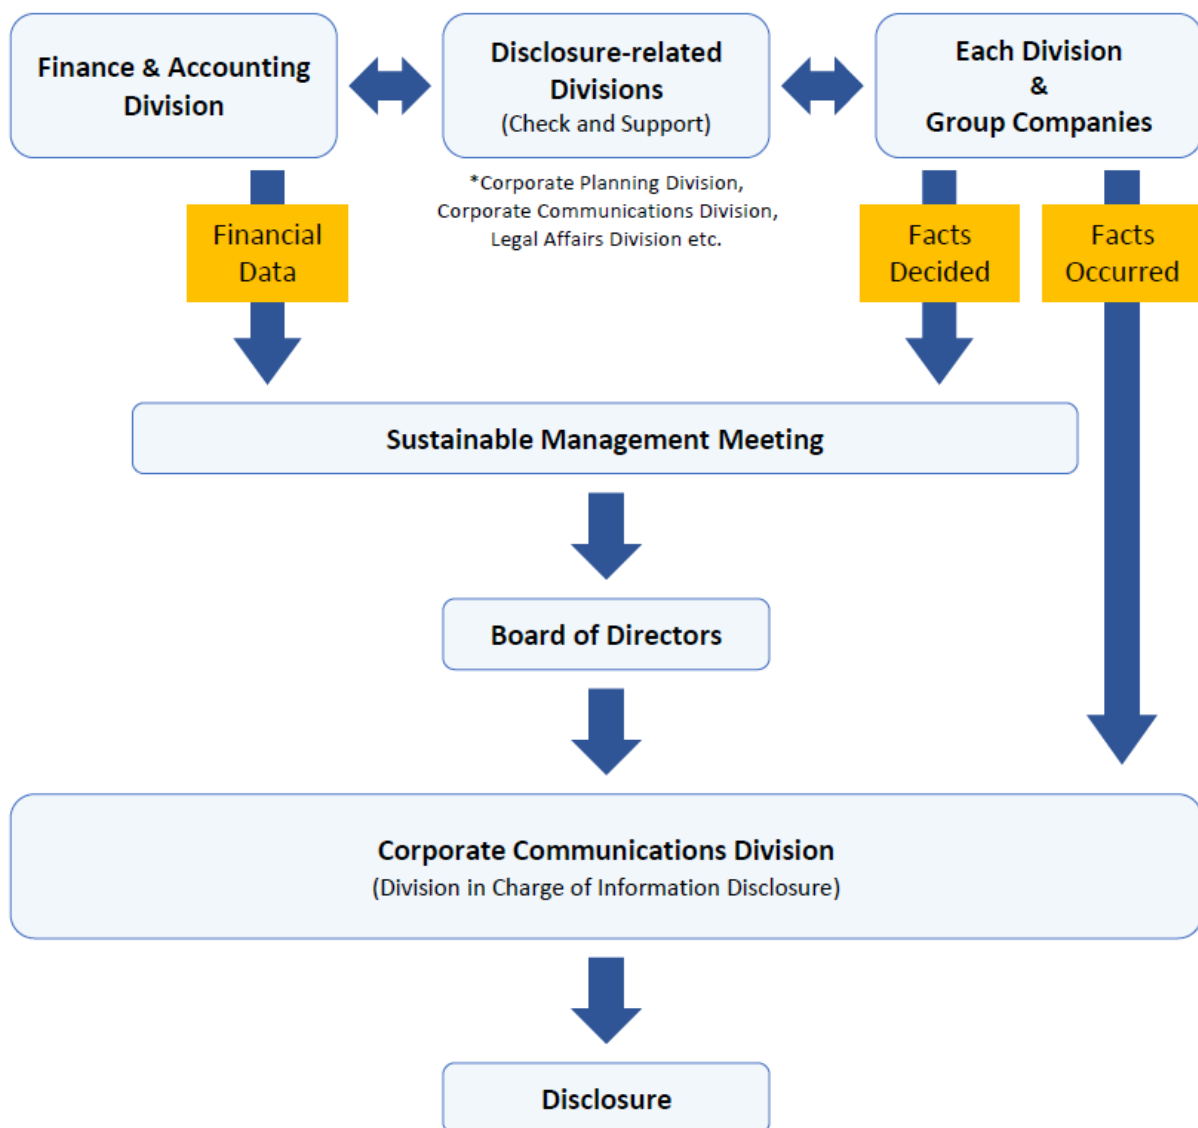 Finance & Accounting
Division
Disclosure-related
Divisions
(Check and Support)
Each Division
&
Group Companies
*Corporate Planning Division,
Corporate Communications Division,
Legal Affairs Division etc.
Financial
Data
Facts
Decided
Facts
Occurred
Sustainable Management Meeting
Board of Directors
Corporate Communications Division
(Division in Charge of Information Disclosure)
Disclosure